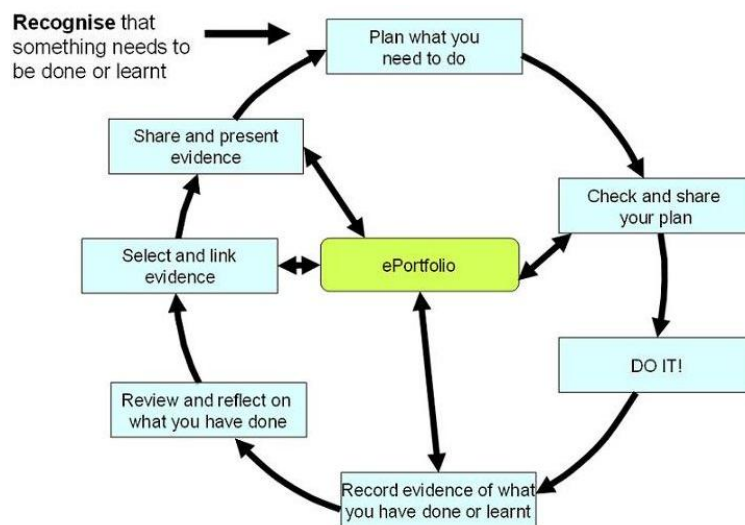 Recognise that
something needs to
be done or learnt
Plan what you
need to do
Check and share
your plan
DO IT!
Record evidence of what
you have done or learnt
Review and reflect on
what you have done
Select and link
evidence
Share and present
evidence
ePortfolio